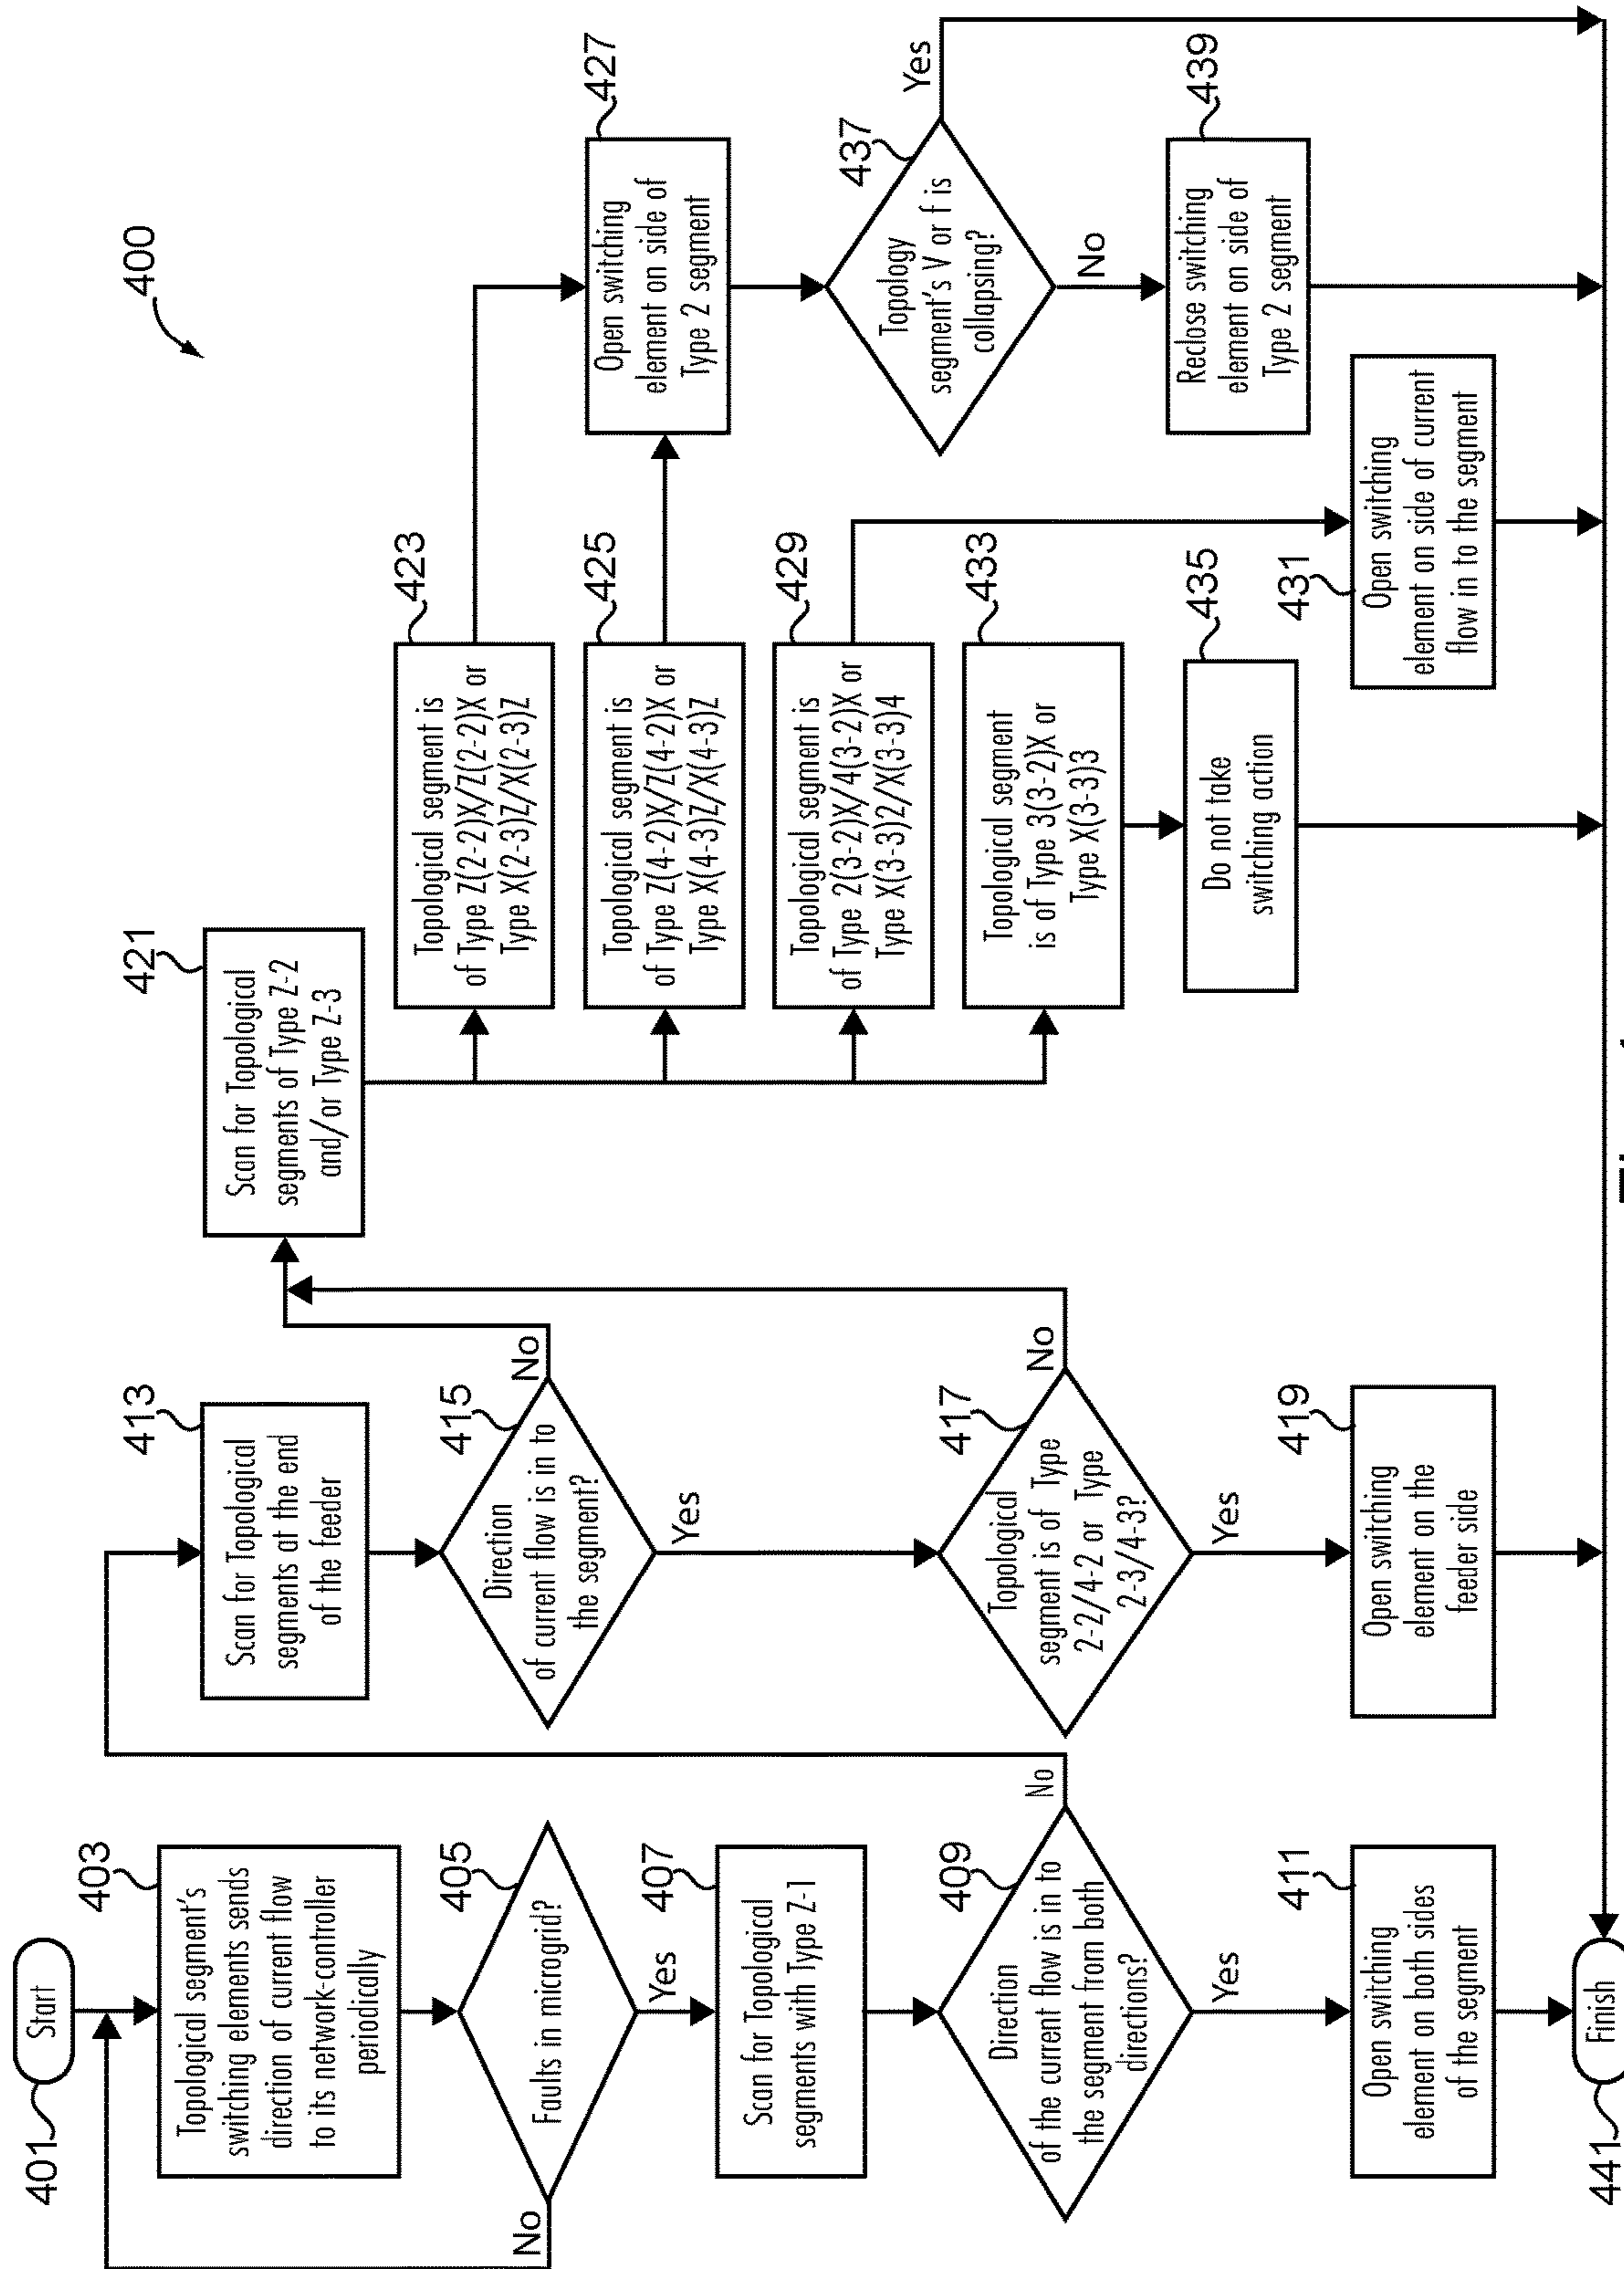 400
401
Start
403
Topological segment's
switching elements sends
direction of current flow
to its network-controller
periodically
405
Faults in microgrid?
No
Yes
407
Scan for Topological
segments with Type Z-1
409
Direction
of the current flow is in to
the segment from both
directions?
No
Yes
411
Open switching
element on both sides
of the segment
441
Finish
413
Scan for Topological
segments at the end
of the feeder
415
Direction
of current flow is in to
the segment?
No
Yes
417
Topological
segment is of Type
2-2/4-2 or Type
2-3/4-3?
No
Yes
419
Open switching
element on the
feeder side
421
Scan for Topological
segments of Type Z-2
and/or Type Z-3
423
Topological segment is
of Type Z(2-2)X/Z(2-2)X or
Type X(2-3)Z/X(2-3)Z
425
Topological segment is
of Type Z(4-2)X/Z(4-2)X or
Type X(4-3)Z/X(4-3)Z
429
Topological segment is
of Type 2(3-2)X/4(3-2)X or
Type X(3-3)2/X(3-3)4
433
Topological segment
is of Type 3(3-2)X or
Type X(3-3)3
435
Do not take
switching action
427
Open switching
element on side of
Type 2 segment
437
Topology
segment's V or f is
collapsing?
Yes
No
439
Reclose switching
element on side of
Type 2 segment
431
Open switching
element on side of current
flow in to the segment